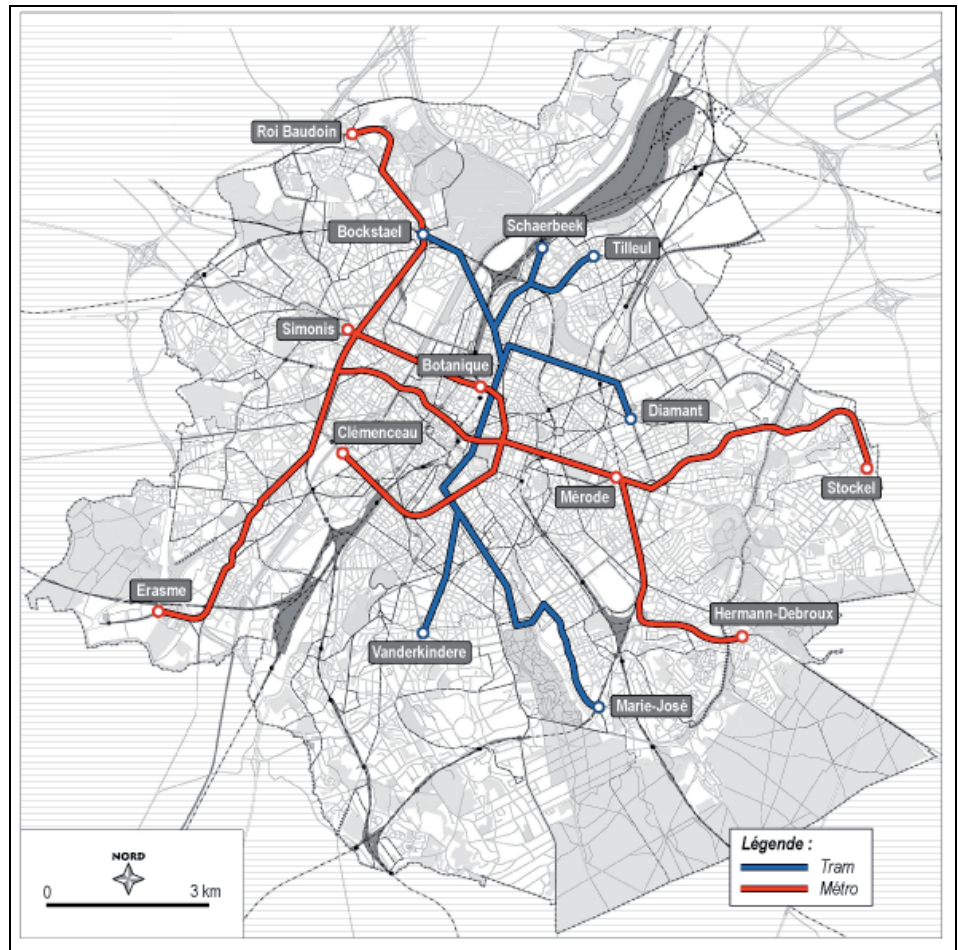 Roi Baudoin
Bockstael
Schaerbeek
Tilleul
Simonis
Botanique
Diamant
Clémenceau
Mérode
Stockel
Erasme
Hermann-Debroux
Vanderkindere
Marie-José
NORD
0 3 km
Légende :
Tram
Métro